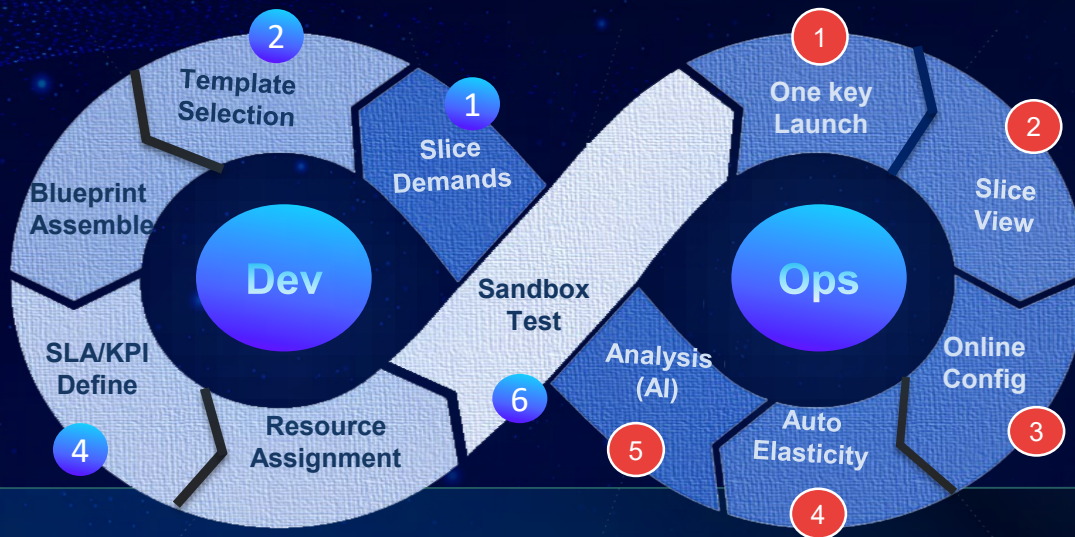 2
Template
Selection
1
Slice
Demands
Blueprint
Assemble
Dev
SLA/KPI
Define
4
Resource
Assignment
Sandbox
Test
6
1
One key
Launch
2
Slice
View
Ops
Online
Config
3
Auto
Elasticity
4
Analysis
(AI)
5